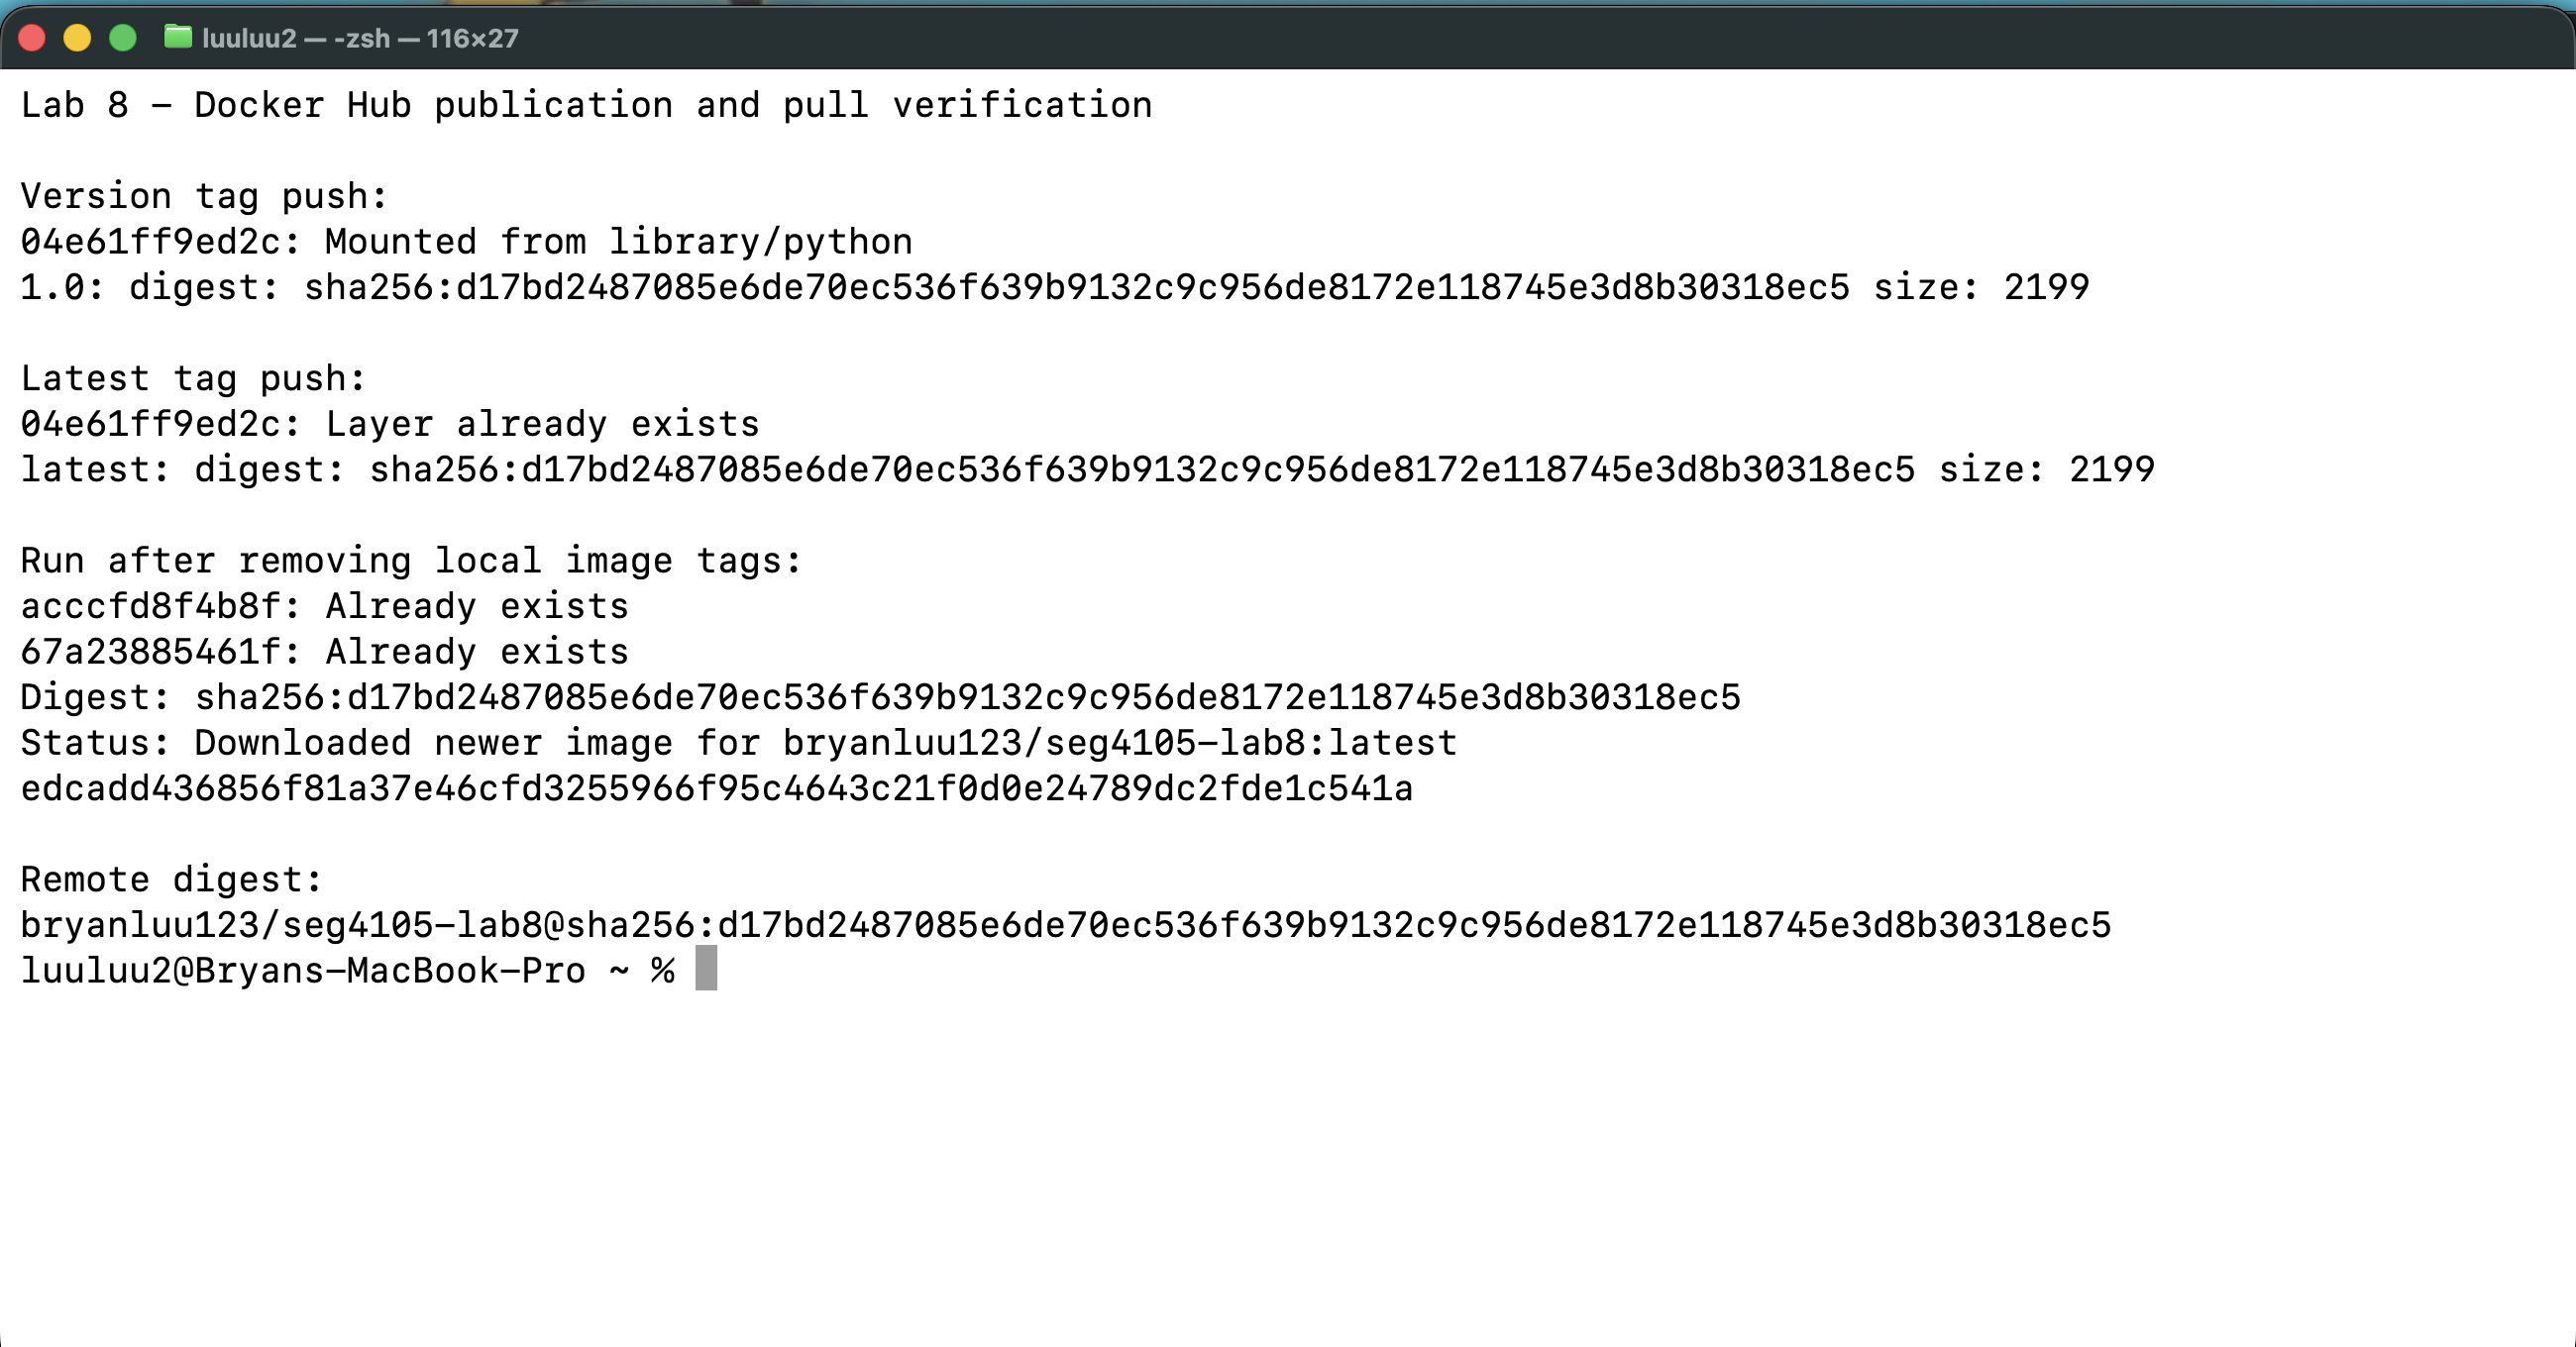 luuluu2 — -zsh — 116×27
Lab 8 - Docker Hub publication and pull verification
Version tag push:
04e61ff9ed2c: Mounted from library/python
1.0: digest: sha256:d17bd2487085e6de70ec536f639b9132c9c956de8172e118745e3d8b30318ec5 size: 2199
Latest tag push:
04e61ff9ed2c: Layer already exists
latest: digest: sha256:d17bd2487085e6de70ec536f639b9132c9c956de8172e118745e3d8b30318ec5 size: 2199
Run after removing local image tags:
acccfd8f4b8f: Already exists
67a23885461f: Already exists
Digest: sha256:d17bd2487085e6de70ec536f639b9132c9c956de8172e118745e3d8b30318ec5
Status: Downloaded newer image for bryanluu123/seg4105-lab8:latest
edcadd436856f81a37e46cfd3255966f95c4643c21f0d0e24789dc2fde1c541a
Remote digest:
bryanluu123/seg4105-lab8@sha256:d17bd2487085e6de70ec536f639b9132c9c956de8172e118745e3d8b30318ec5
luuluu2@Bryans-MacBook-Pro ~ %